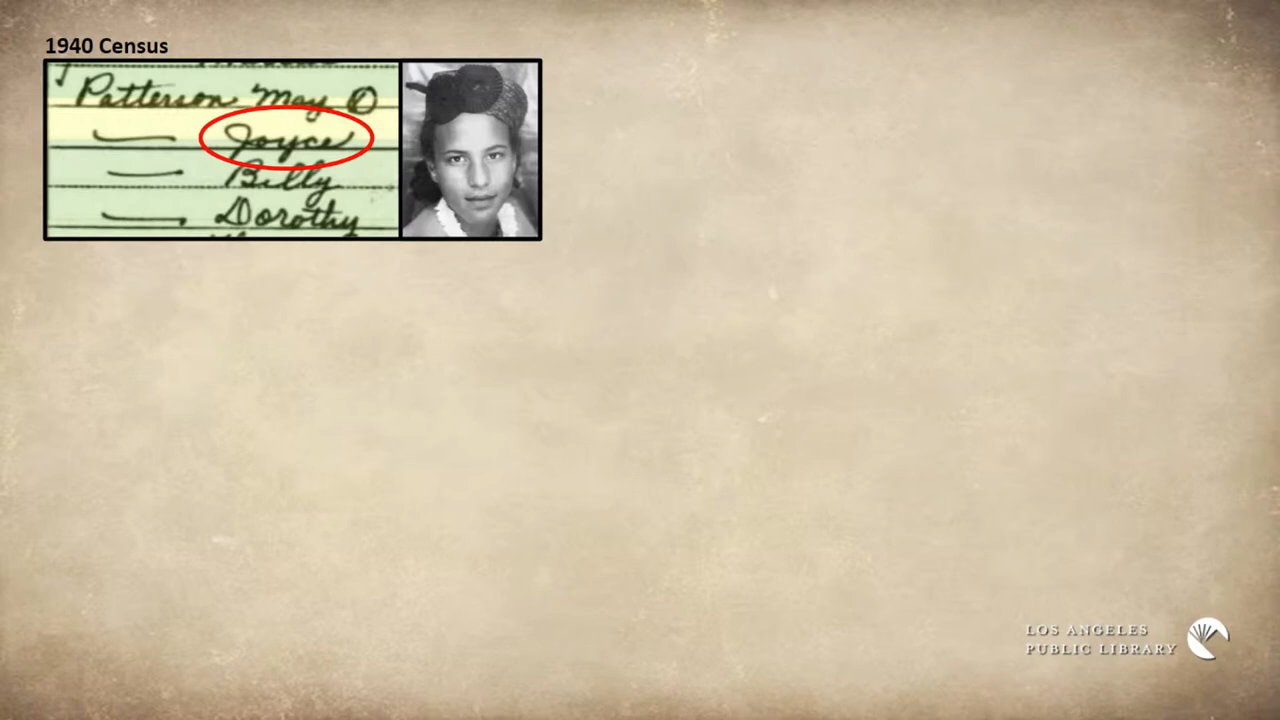 1940 Census
Patterson May Ⓧ
— Joyce
— Billy
— Dorothy
LOS ANGELES
PUBLIC LIBRARY